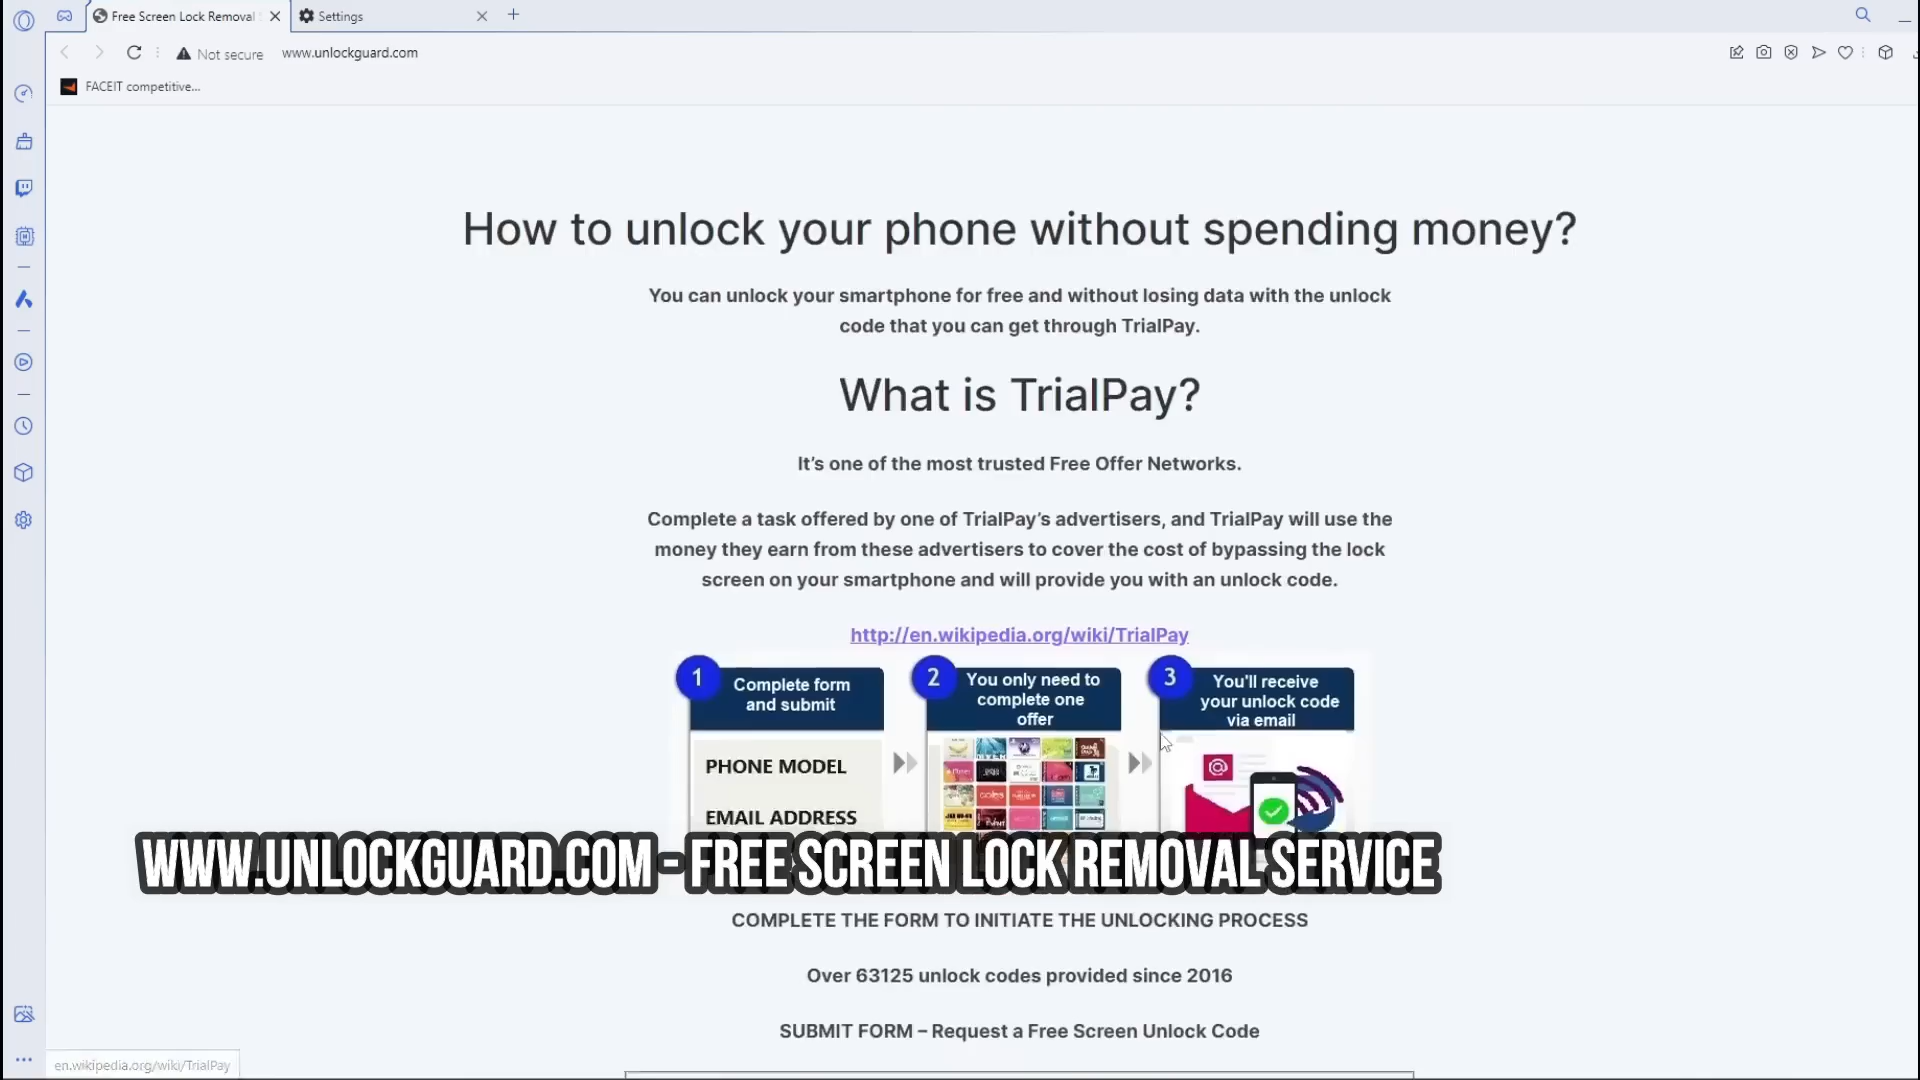 Free Screen Lock Removal
Settings
Not secure
www.unlockguard.com
FACEIT competitive...
How to unlock your phone without spending money?
You can unlock your smartphone for free and without losing data with the unlock
code that you can get through TrialPay.
What is TrialPay?
It's one of the most trusted Free Offer Networks.
Complete a task offered by one of TrialPay's advertisers, and TrialPay will use the
money they earn from these advertisers to cover the cost of bypassing the lock
screen on your smartphone and will provide you with an unlock code.
http://en.wikipedia.org/wiki/TrialPay
1
Complete form
and submit
PHONE MODEL
EMAIL ADDRESS
2
You only need to
complete one
offer
3
You'll receive
your unlock code
via email
WWW.UNLOCKGUARD.COM - FREE SCREEN LOCK REMOVAL SERVICE
COMPLETE THE FORM TO INITIATE THE UNLOCKING PROCESS
Over 63125 unlock codes provided since 2016
SUBMIT FORM – Request a Free Screen Unlock Code
en.wikipedia.org/wiki/TrialPay